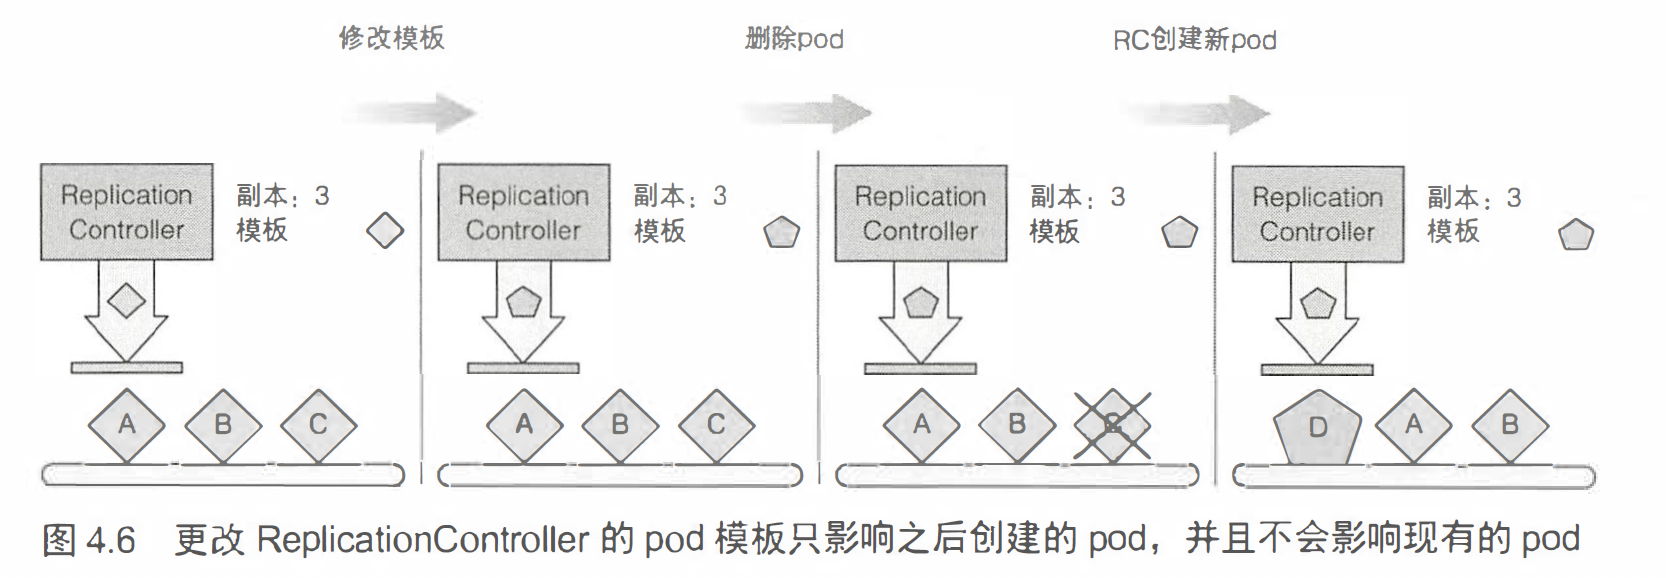 修改模板
删除pod
RC创建新pod
Replication
Controller
副本：3
模板
Replication
Controller
副本：3
模板
Replication
Controller
副本：3
模板
Replication
Controller
副本：3
模板
A B C
A B C
A B C
D A B
图 4.6 更改 ReplicationController 的 pod 模板只影响之后创建的 pod，并且不会影响现有的 pod